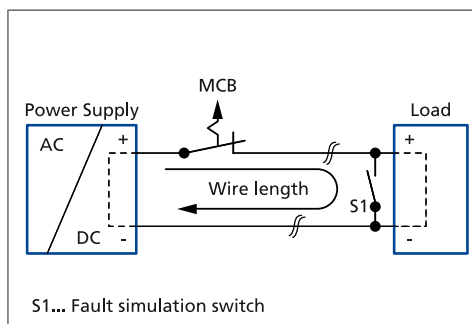 MCB
Power Supply
Load
AC
+
+
Wire length
S1
DC
-
-
S1... Fault simulation switch